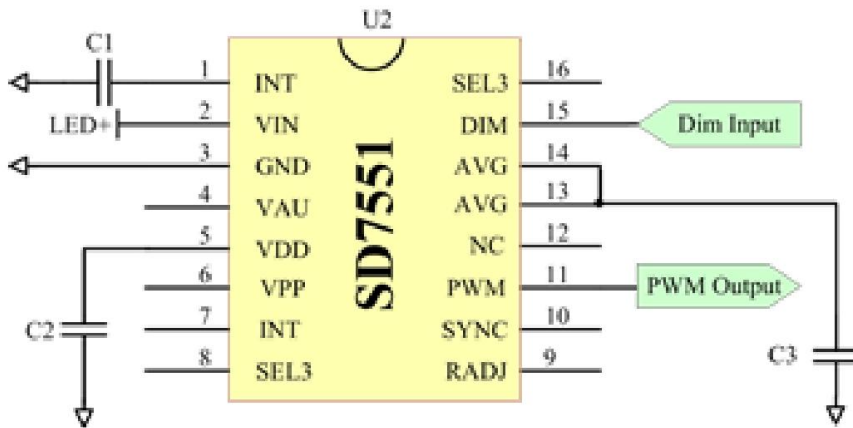 U2
C1
1 INT SEL3 16
LED+ 2 VIN DIM 15 Dim Input
3 GND AVG 14
4 VAU AVG 13
5 VDD NC 12
6 VPP PWM 11 PWM Output
C2 7 INT SYNC 10 C3
8 SEL3 RADJ 9
SD7551